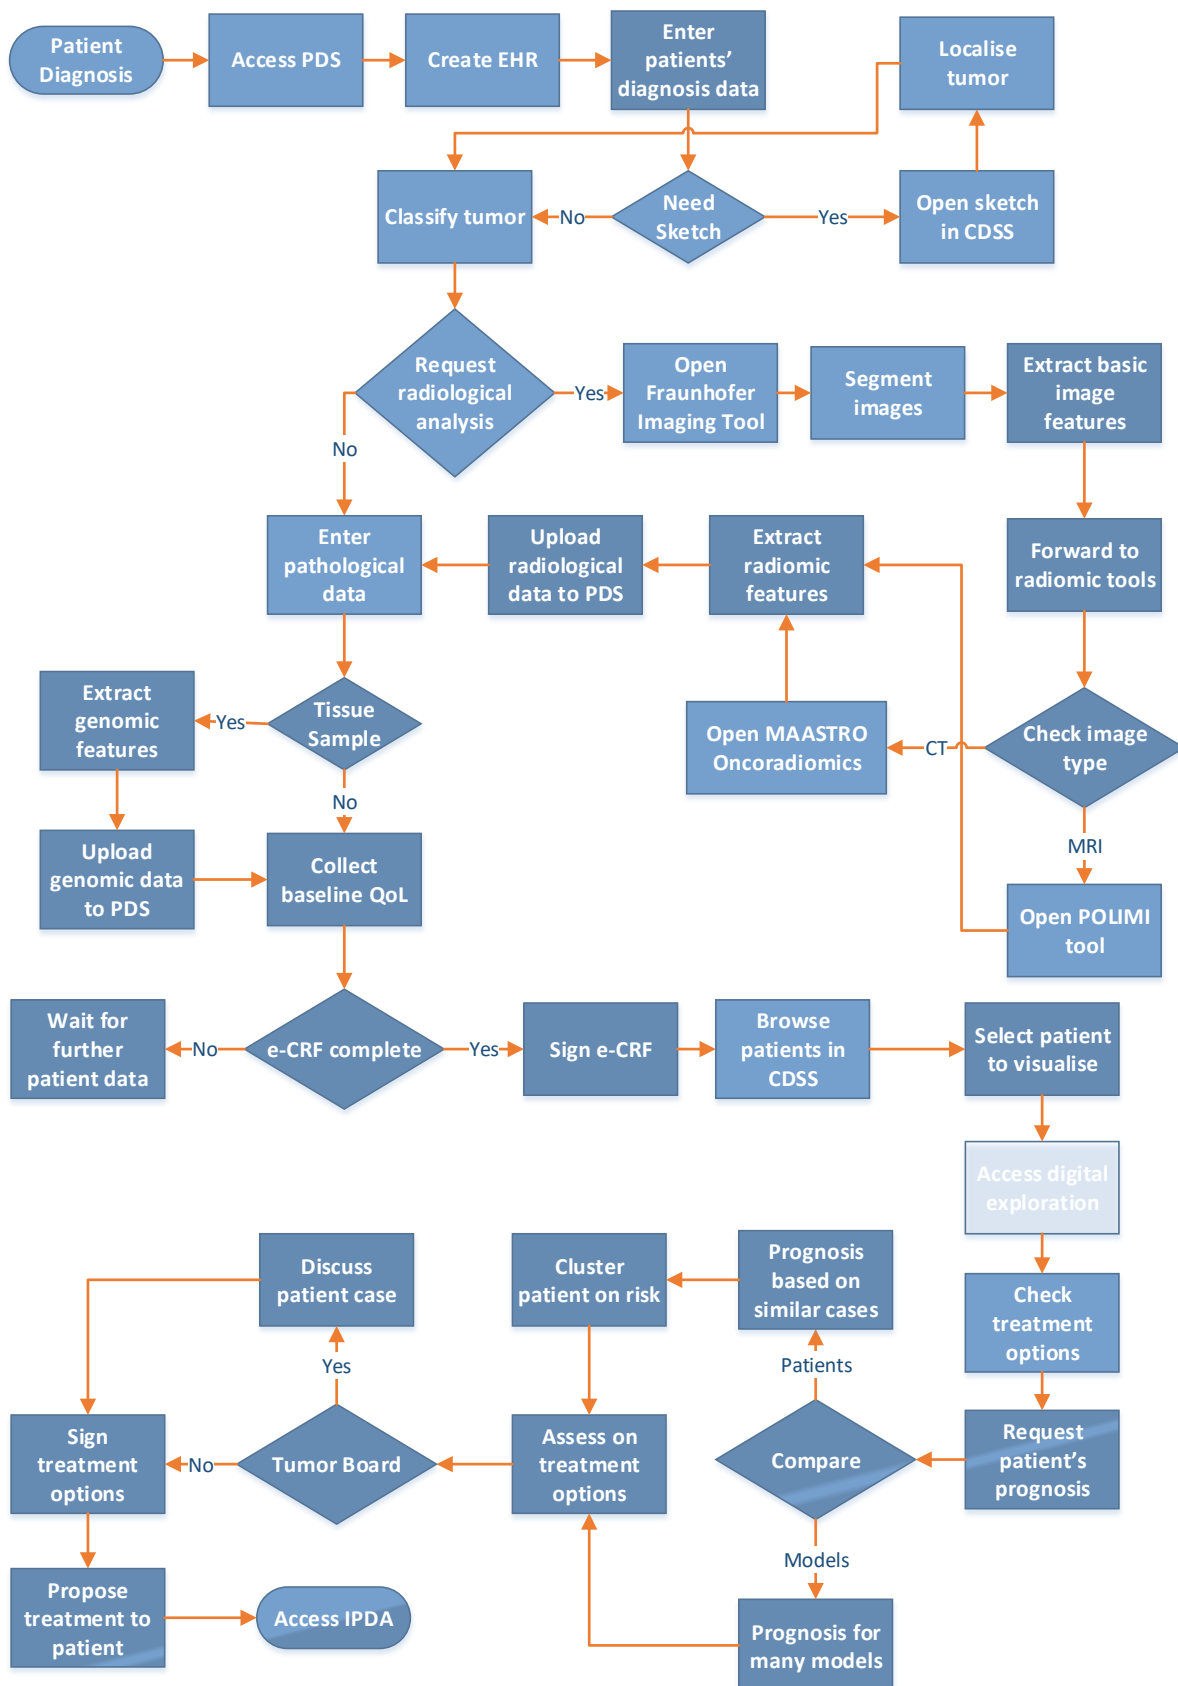 Patient
Diagnosis
Access PDS
Create EHR
Enter
patients’
diagnosis data
Localise
tumor
Classify tumor
No
Need
Sketch
Yes
Open sketch
in CDSS
Request
radiological
analysis
Yes
Open
Fraunhofer
Imaging Tool
Segment
images
Extract basic
image
features
No
Enter
pathological
data
Upload
radiological
data to PDS
Extract
radiomic
features
Forward to
radiomic tools
Extract
genomic
features
Yes
Tissue
Sample
Open MAASTRO
Oncoradiomics
CT
Check image
type
No
MRI
Upload
genomic data
to PDS
Collect
baseline QoL
Open POLIMI
tool
Wait for
further
patient data
No
e-CRF complete
Yes
Sign e-CRF
Browse
patients in
CDSS
Select patient
to visualise
Access digital
exploration
Discuss
patient case
Cluster
patient on risk
Prognosis
based on
similar cases
Check
treatment
options
Yes
Patients
Sign
treatment
options
No
Tumor Board
Assess on
treatment
options
Compare
Request
patient’s
prognosis
Models
Propose
treatment to
patient
Access IPDA
Prognosis for
many models